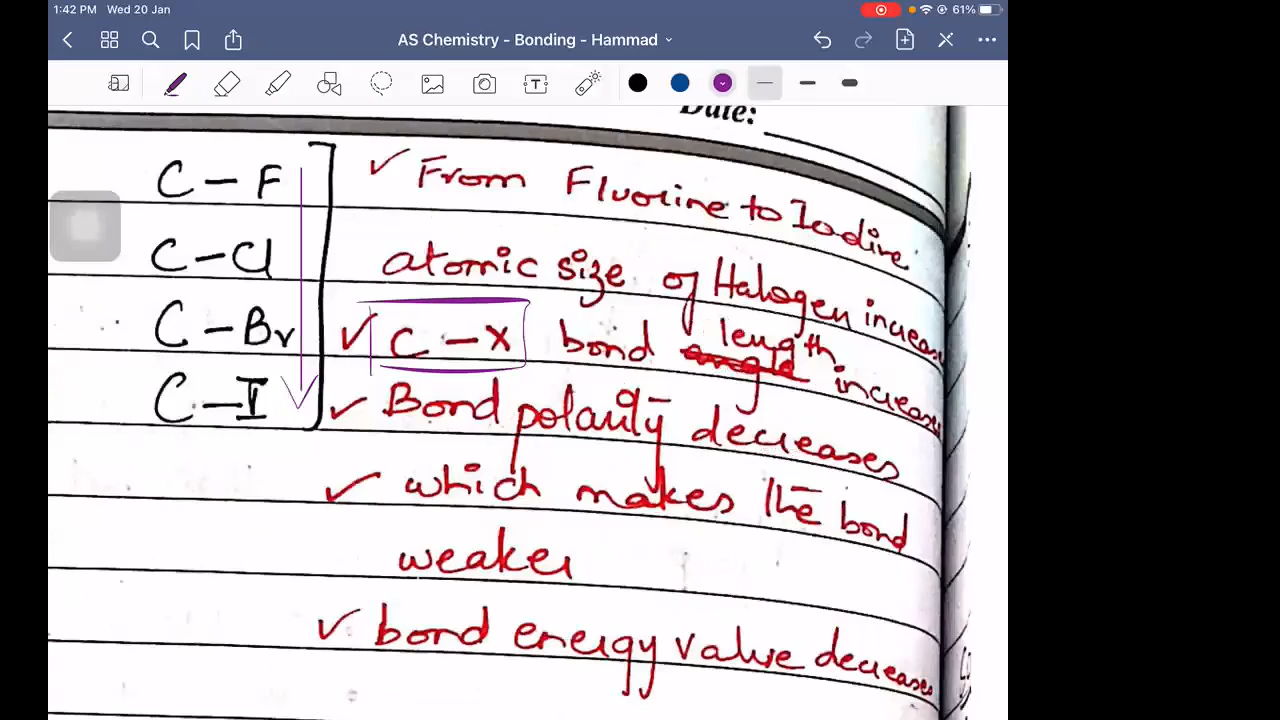 1:42 PM Wed 20 Jan
61%
AS Chemistry - Bonding - Hammad
Date:
C - F
C - Cl
C - Br
C - I
✓ From Fluorine to Iodine
atomic size of Halogen increases
✓ C - X bond length increases
✓ Bond polarity decreases
✓ which makes the bond
weaker
✓ bond energy value decreases